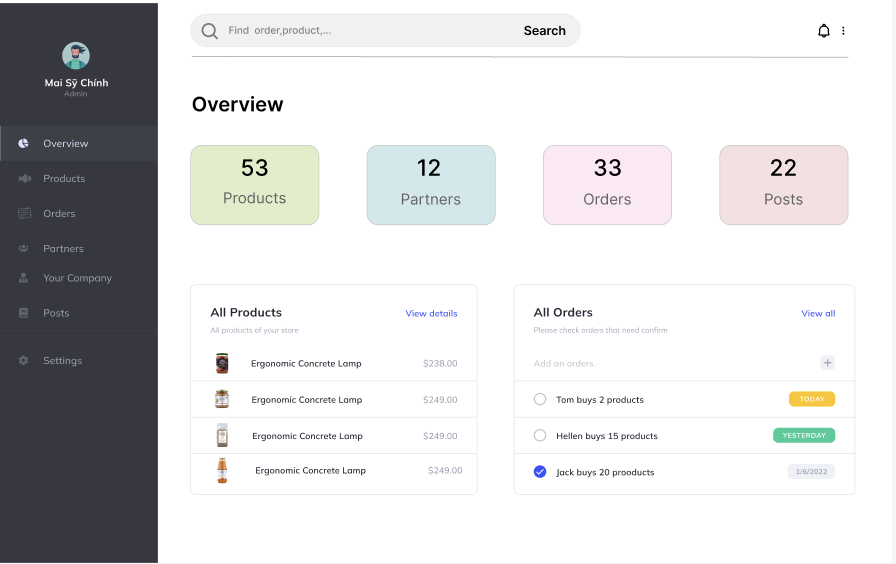 Mai Sỹ Chính
Admin
Overview
Products
Orders
Partners
Your Company
Posts
Settings
Find order,product,...
Search
Overview
53
Products
12
Partners
33
Orders
22
Posts
All Products
View details
All products of your store
Ergonomic Concrete Lamp
$238.00
Ergonomic Concrete Lamp
$249.00
Ergonomic Concrete Lamp
$249.00
Ergonomic Concrete Lamp
$249.00
All Orders
View all
Please check orders that need confirm
Add on orders
Tom buys 2 products
TODAY
Hellen buys 15 products
YESTERDAY
Jack buys 20 prooducts
1/6/2022